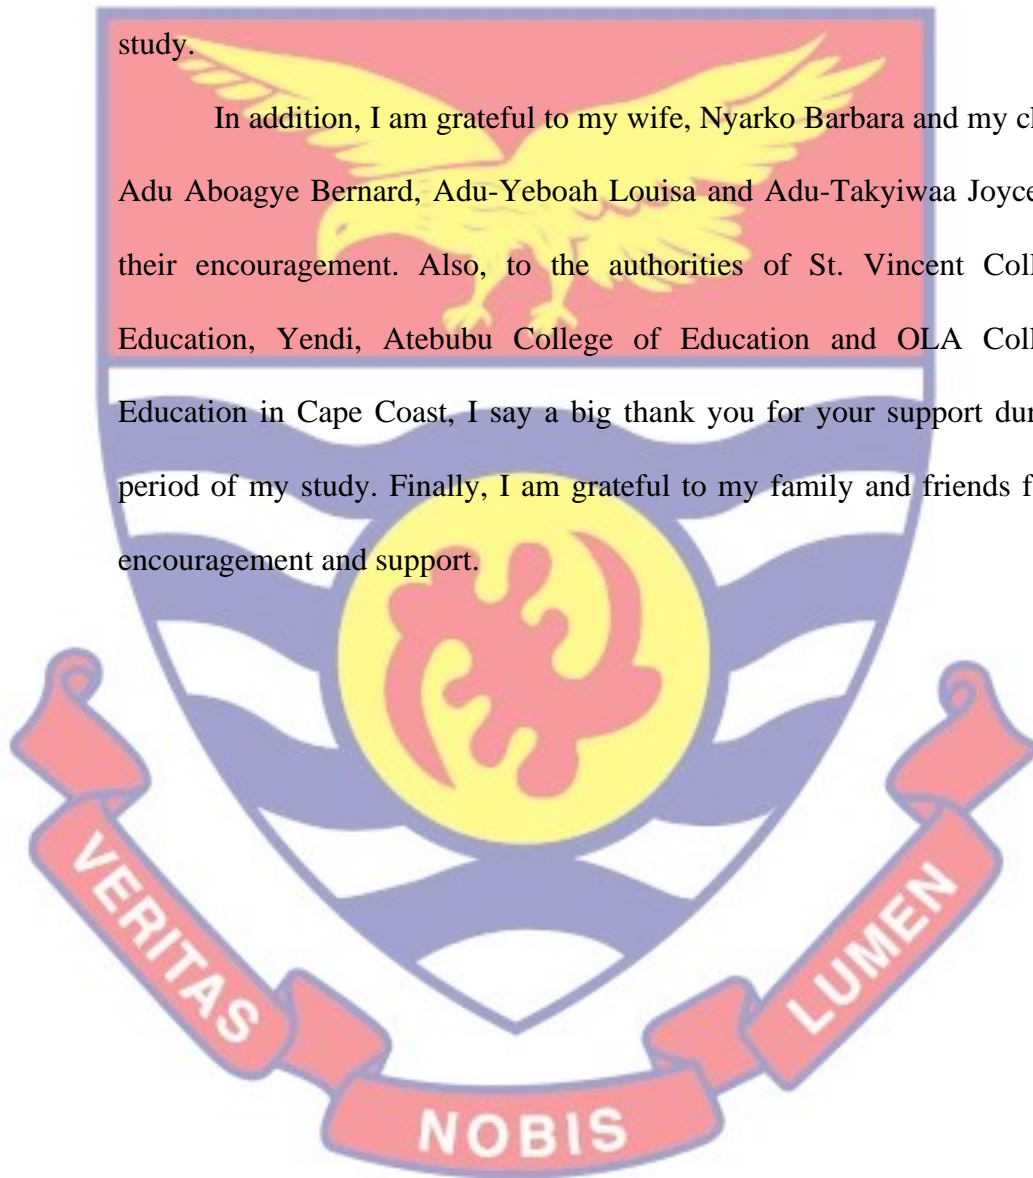 study.
In addition, I am grateful to my wife, Nyarko Barbara and my
Adu Aboagye Bernard, Adu-Yeboah Louisa and Adu-Takyiwaa Joyce
their encouragement. Also, to the authorities of St. Vincent
Education, Yendi, Atebubu College of Education and OLA
Education in Cape Coast, I say a big thank you for your support
period of my study. Finally, I am grateful to my family and friends
encouragement and support.
VERITAS
NOBIS
LUMEN